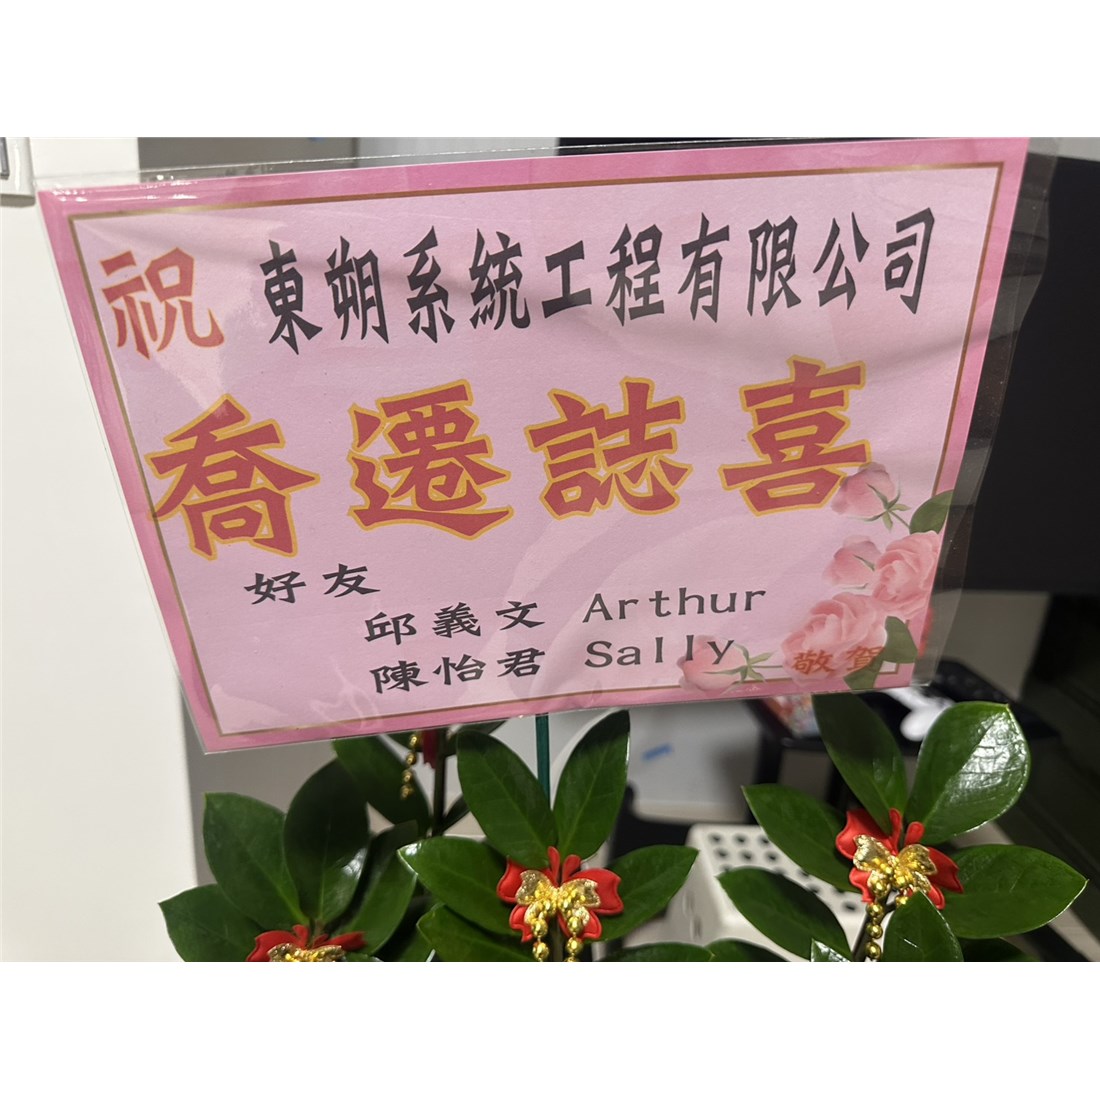 祝 東朔系統工程有限公司
喬遷誌喜
好友
邱義文 Arthur
陳怡君 Sally
敬賀